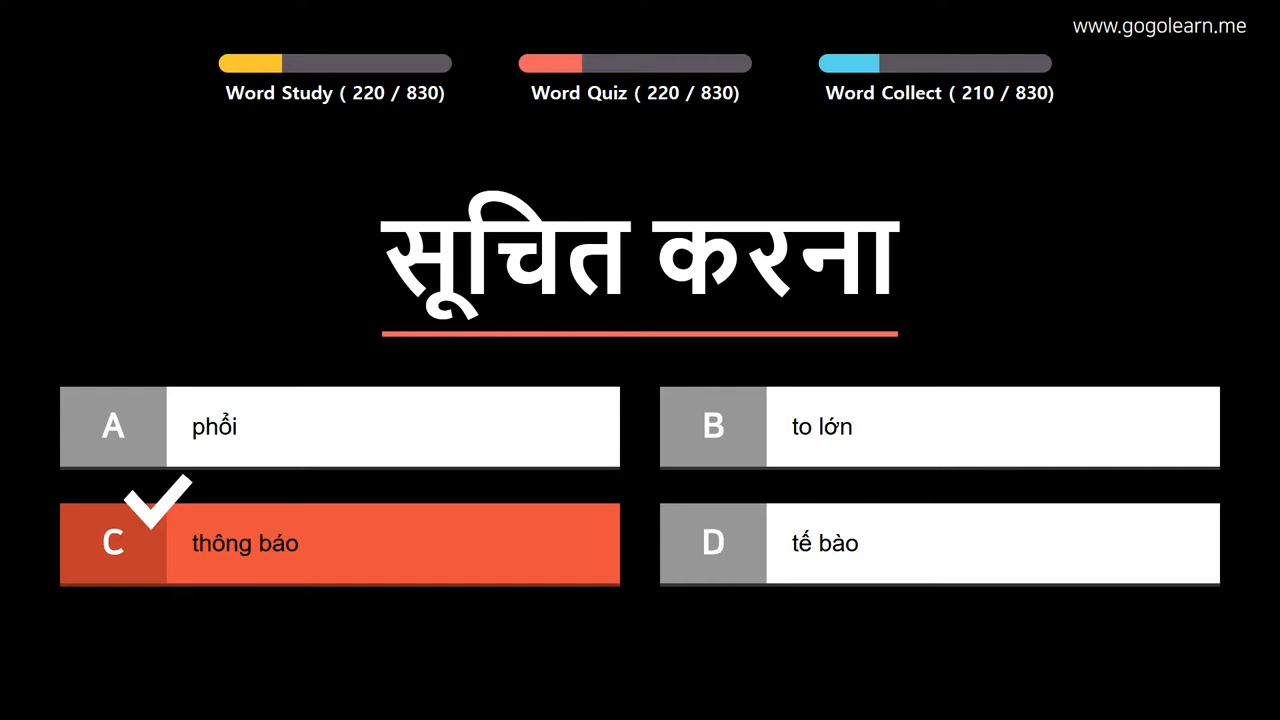 www.gogolearn.me
Word Study ( 220 / 830)
Word Quiz ( 220 / 830)
Word Collect ( 210 / 830)
सूचित करना
A phổi
B to lớn
C thông báo
D tế bào